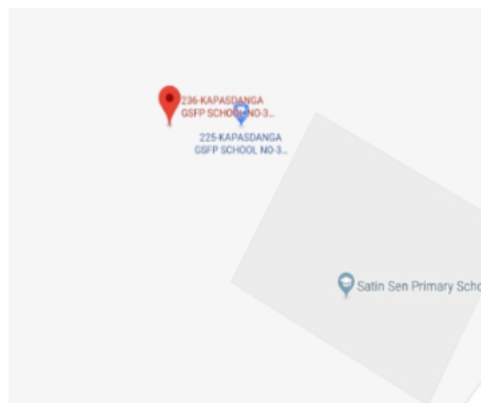 236-KAPASDANGA
GSFP SCHOOL NO-3...
225-KAPASDANGA
GSFP SCHOOL NO-3...
Satin Sen Primary Scho